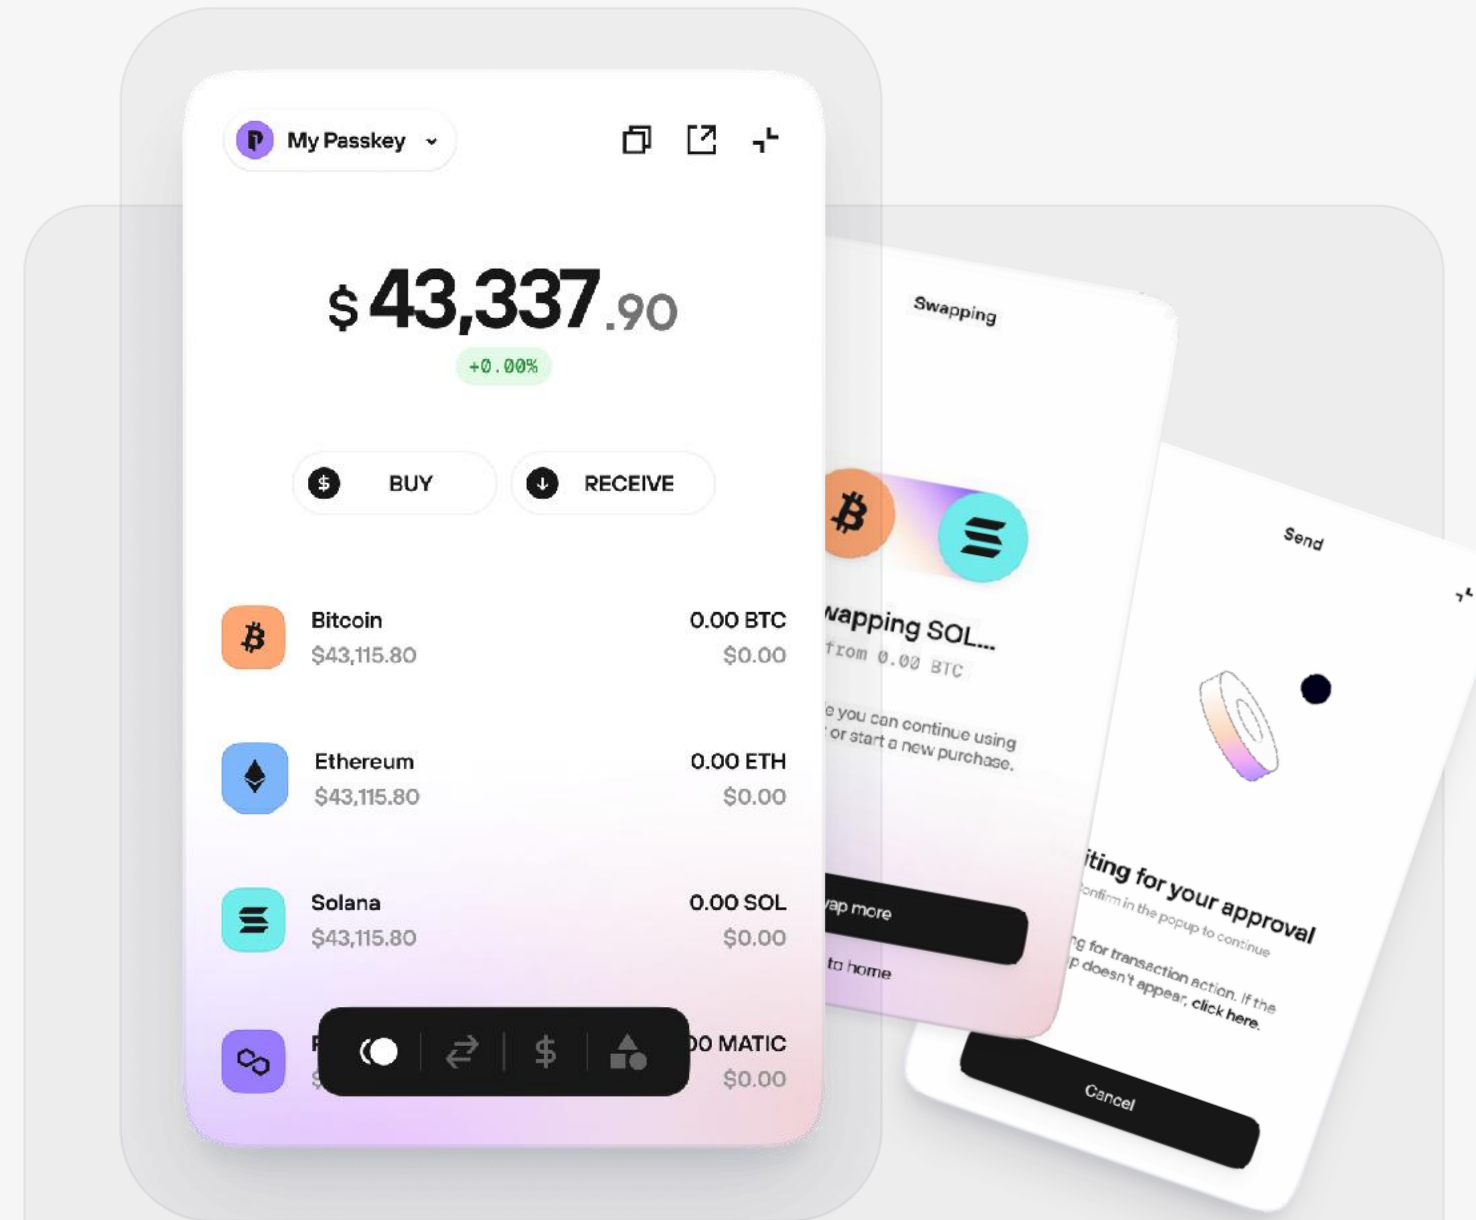 My Passkey
$43,337.90
+0.00%
BUY
RECEIVE
Bitcoin
0.00 BTC
$43,115.80
$0.00
Ethereum
0.00 ETH
$43,115.80
$0.00
Solana
0.00 SOL
$43,115.80
$0.00
MATIC
$0.00
Swapping
SOL...
from 0.00 BTC
you can continue using
or start a new purchase.
more
to home
Send
for your approval
in the popup to continue
for transaction action. If the
doesn't appear, click here.
Cancel